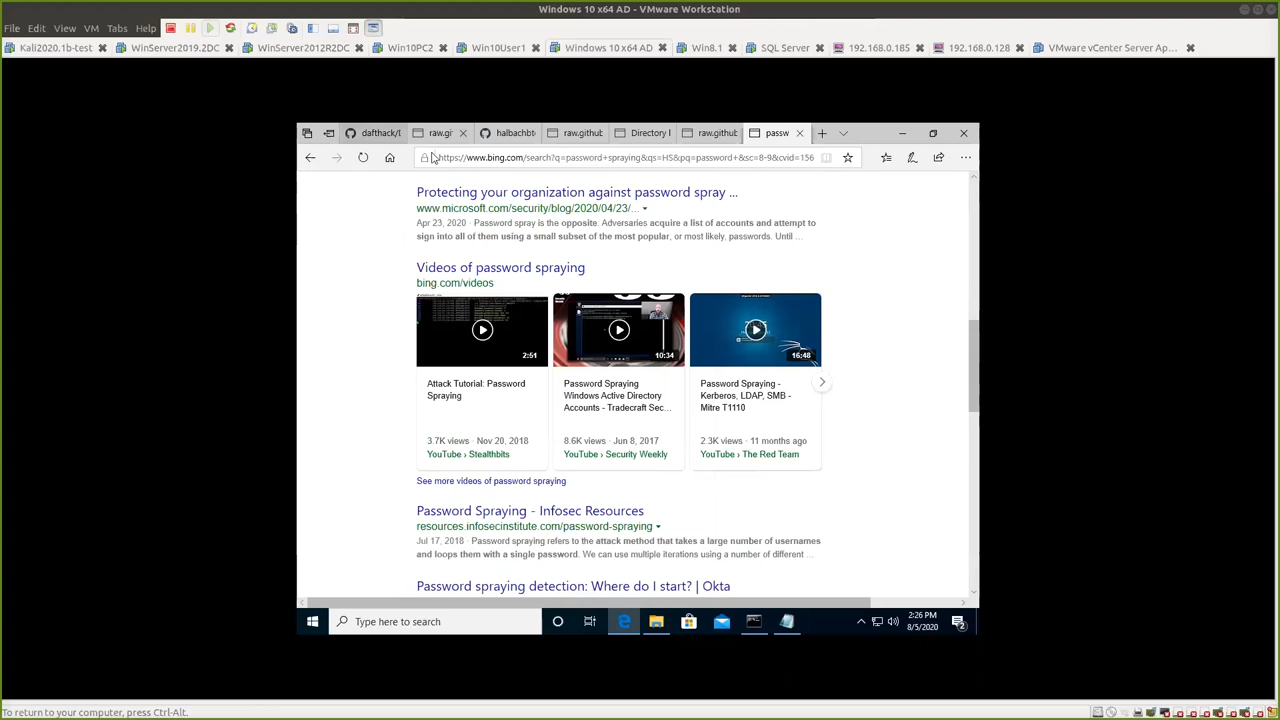 Windows 10 x64 AD - VMware Workstation
File Edit View VM Tabs Help
Kali2020.1b-test WinServer2019.2DC WinServer2012R2DC Win10PC2 Win10User1 Windows 10 x64 AD Win8.1 SQL Server 192.168.0.185 192.168.0.128 VMware vCenter Server Ap...
dafthack/ raw.gi halbachbt raw.githut Directory raw.github passw
https://www.bing.com/search?q=password+spraying&qs=HS&pq=password+&sc=8-9&cvid=156
Protecting your organization against password spray ...
www.microsoft.com/security/blog/2020/04/23/...
Apr 23, 2020 · Password spray is the opposite. Adversaries acquire a list of accounts and attempt to
sign into all of them using a small subset of the most popular, or most likely, passwords. Until ...
Videos of password spraying
bing.com/videos
2:51
10:34
16:48
Attack Tutorial: Password
Spraying
3.7K views · Nov 20, 2018
YouTube › Stealthbits
Password Spraying
Windows Active Directory
Accounts - Tradecraft Sec...
8.6K views · Jun 8, 2017
YouTube › Security Weekly
Password Spraying -
Kerberos, LDAP, SMB -
Mitre T1110
2.3K views · 11 months ago
YouTube › The Red Team
See more videos of password spraying
Password Spraying - Infosec Resources
resources.infosecinstitute.com/password-spraying
Jul 17, 2018 · Password spraying refers to the attack method that takes a large number of usernames
and loops them with a single password. We can use multiple iterations using a number of different ...
Password spraying detection: Where do I start? | Okta
Type here to search
2:26 PM
8/5/2020
2
To return to your computer, press Ctrl-Alt.